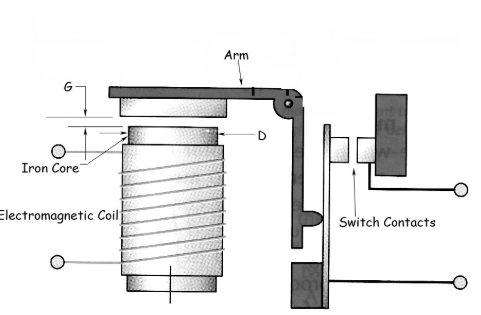 Arm
G
D
Iron Core
Electromagnetic Coil
Switch Contacts